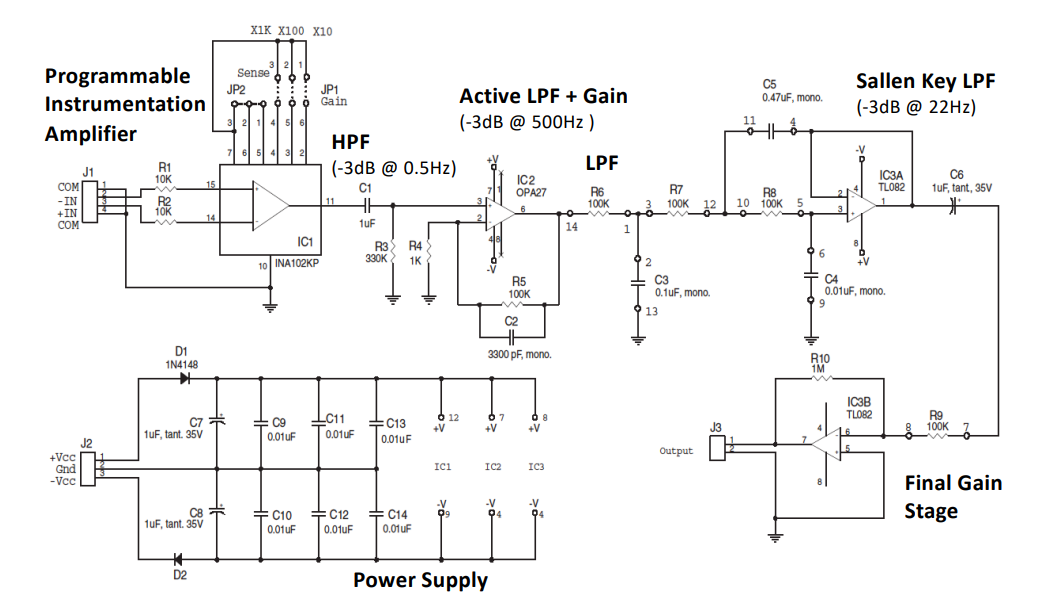 X1K X100 X10
Programmable
Instrumentation
Amplifier
Sense
3 2 1
JP2
JP1
Gain
3 2 1 4 5 6
7 6 5 4 3 2
HPF
(-3dB @ 0.5Hz)
J1
COM 1
-IN 2
+IN 3
COM 4
R1
10K
R2
10K
15
14
11
10
IC1
INA102KP
C1
1uF
R3
330K
R4
1K
Active LPF + Gain
(-3dB @ 500Hz )
+V
7 1
IC2
OPA27
3
2
6
4 8
-V
R5
100K
C2
3300 pF, mono.
LPF
14
R6
100K
1
3
R7
100K
12
2
C3
0.1uF, mono.
13
C5
0.47uF, mono.
11 4
10
R8
100K
5
6
C4
0.01uF, mono.
9
Sallen Key LPF
(-3dB @ 22Hz)
-V
4
IC3A
TL082
2
3
1
8
+V
C6
1uF, tant, 35V
+
R10
1M
IC3B
TL082
4
6
5
7
8
8
R9
100K
7
J3
Output
1
2
Final Gain
Stage
D1
1N4148
J2
+Vcc 1
Gnd 2
-Vcc 3
C7
1uF, tant. 35V
+
C9
0.01uF
C11
0.01uF
C13
0.01uF
12
+V
7
+V
8
+V
IC1 IC2 IC3
C8
1uF, tant. 35V
+
C10
0.01uF
C12
0.01uF
C14
0.01uF
-V
9
-V
4
-V
4
D2
Power Supply